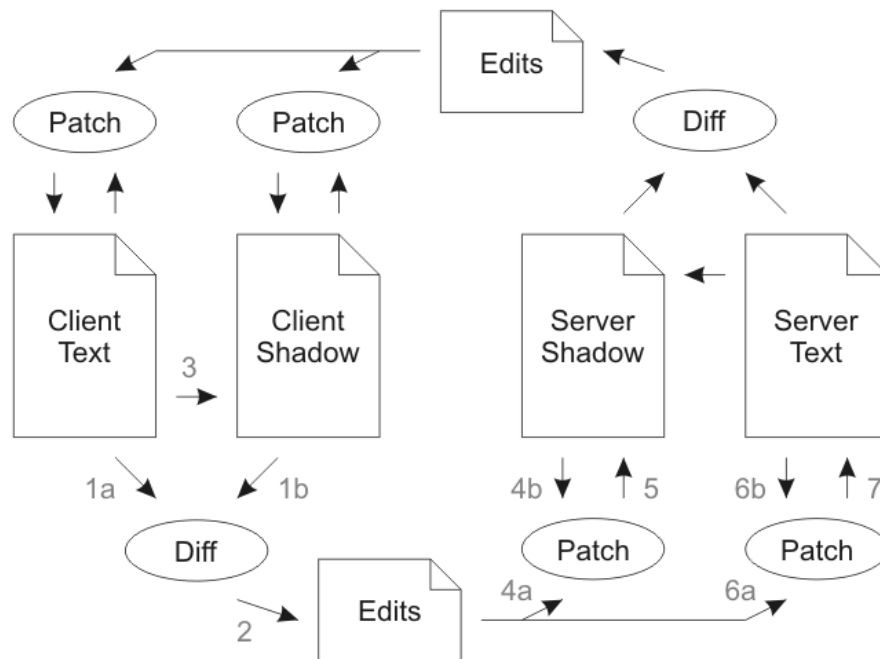 Edits
Patch
Patch
Diff
Client
Text
Client
Shadow
Server
Shadow
Server
Text
3
1a
1b
4b
5
6b
7
Diff
Patch
Patch
2
Edits
4a
6a